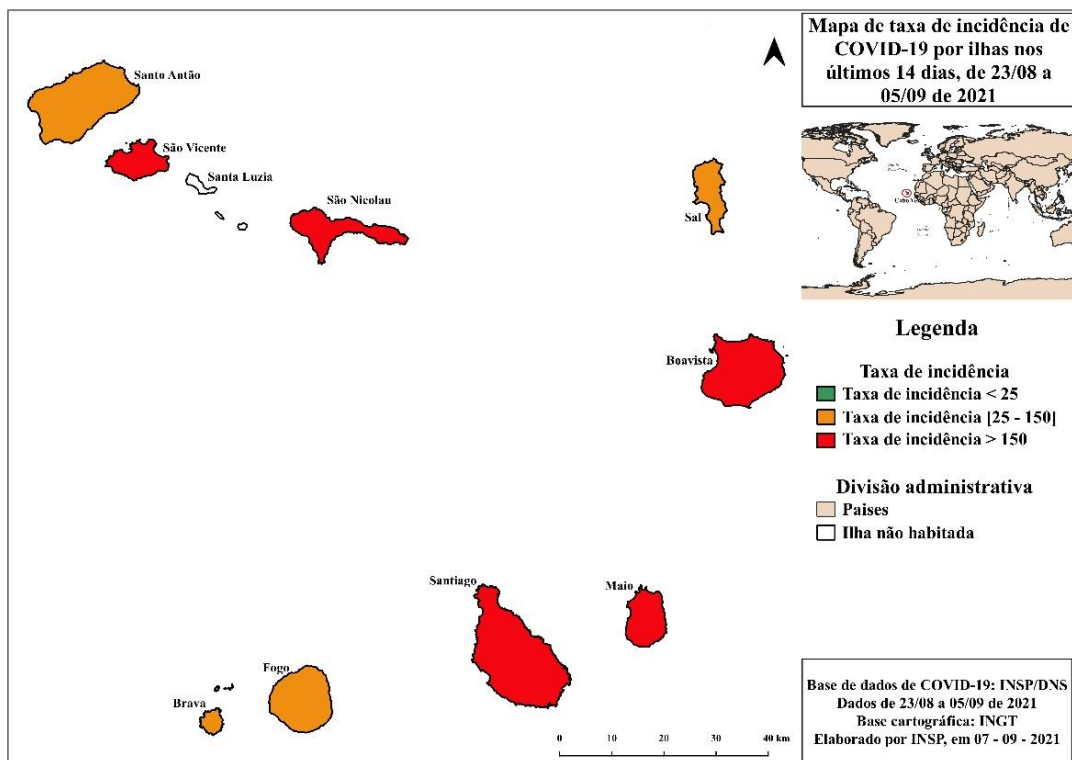 Mapa de taxa de incidência de
COVID-19 por ilhas nos
últimos 14 dias, de 23/08 a
05/09 de 2021
Santo Antão
São Vicente
Santa Luzia
São Nicolau
Sal
Cabo Verde
Boavista
Legenda
Taxa de incidência
Taxa de incidência < 25
Taxa de incidência [25 - 150]
Taxa de incidência > 150
Divisão administrativa
Paises
Ilha não habitada
Santiago
Maio
Fogo
Brava
0 10 20 30 40 km
Base de dados de COVID-19: INSP/DNS
Dados de 23/08 a 05/09 de 2021
Base cartográfica: INGT
Elaborado por INSP, em 07 - 09 - 2021